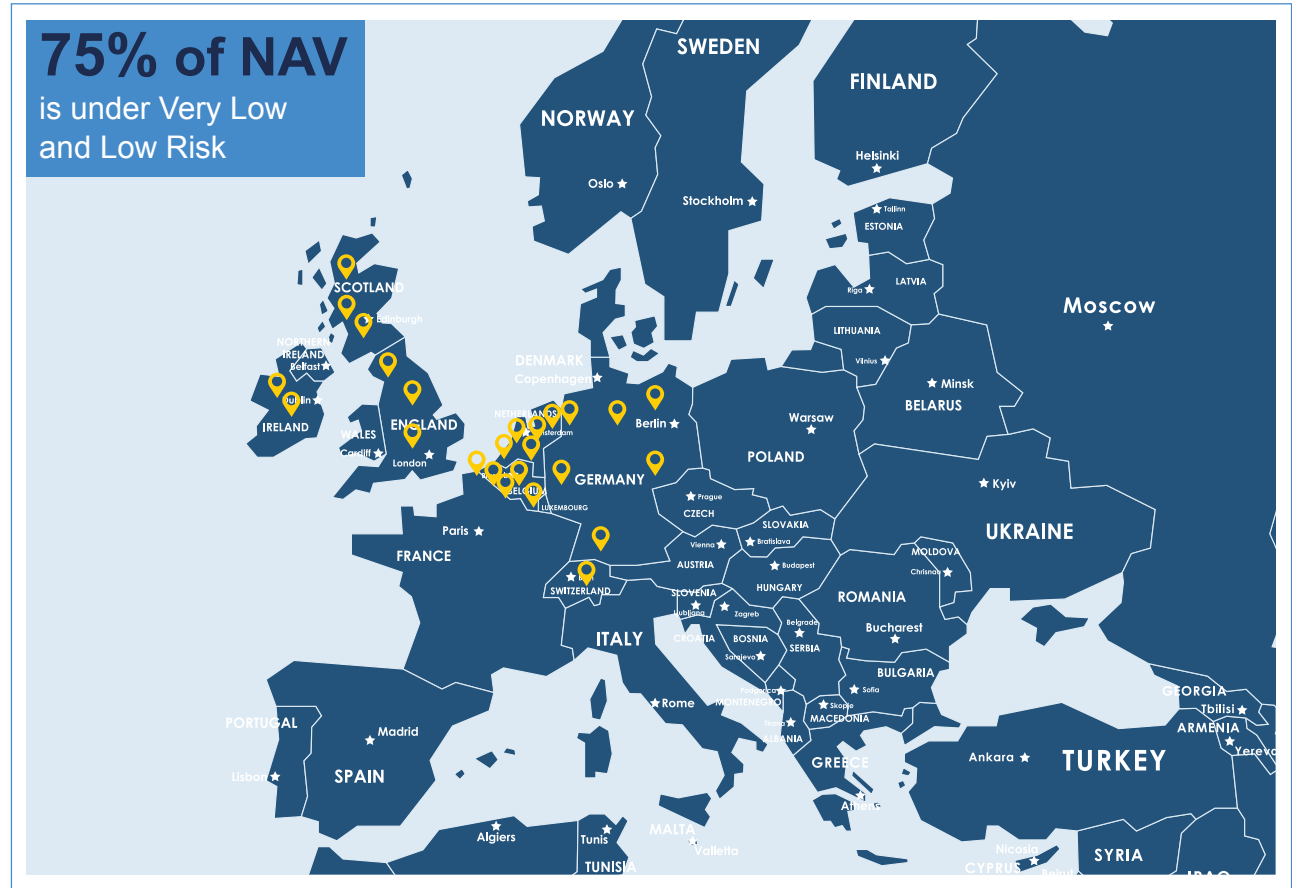 75% of NAV
is under Very Low
and Low Risk
SWEDEN
FINLAND
NORWAY
Helsinki
Oslo
Stockholm
Tallinn
ESTONIA
SCOTLAND
LATVIA
Riga
Moscow
Edinburgh
LITHUANIA
NORTHERN
IRELAND
Belfast
DENMARK
Copenhagen
Vilnius
Minsk
BELARUS
Dublin
IRELAND
WALES
Cardiff
ENGLAND
London
NETHERLANDS
Berlin
Warsaw
POLAND
GERMANY
BELGIUM
LUXEMBOURG
Prague
CZECH
Kyiv
UKRAINE
Paris
FRANCE
SLOVAKIA
Bratislava
Vienna
AUSTRIA
MOLDOVA
Chrisnau
Budapest
HUNGARY
SWITZERLAND
SLOVENIA
Ljubljana
Zagreb
ROMANIA
Bucharest
ITALY
CROATIA
BOSNIA
Sarajevo
Belgrade
SERBIA
BULGARIA
Sofia
Podgorica
MONTENEGRO
Skopje
MACEDONIA
Tirana
ALBANIA
Rome
GEORGIA
Tbilisi
ARMENIA
Yereva
PORTUGAL
Lisbon
Madrid
SPAIN
GREECE
Athens
Ankara
TURKEY
Algiers
Tunis
TUNISIA
MALTA
Valletta
Nicosia
CYPRUS
SYRIA